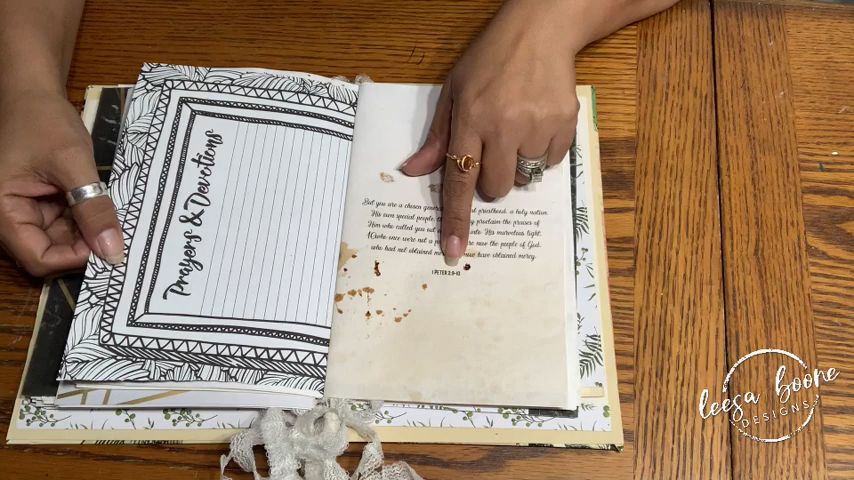 Prayers & Devotions
But you are a chosen priesthood, a holy nation
His own special people, proclaim the praises of
Him who called you out into His marvelous light;
who once were not a now the people of God.
who had not obtained now have obtained mercy.
1 PETER 2:9-10
leesa boone
DESIGNS